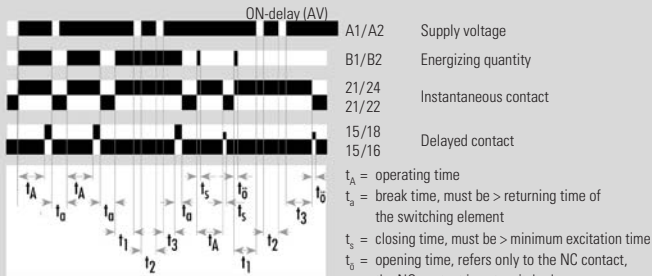 ON-delay (AV)
A1/A2 Supply voltage
B1/B2 Energizing quantity
21/24
21/22
Instantaneous contact
15/18
15/16
Delayed contact
tA tA ts tö tö
ta ta ta ts t3
t1 t3 tA t2
t2 t1
tA = operating time
ta = break time, must be > returning time of
the switching element
ts = closing time, must be > minimum excitation time
tö = opening time, refers only to the NC contact,